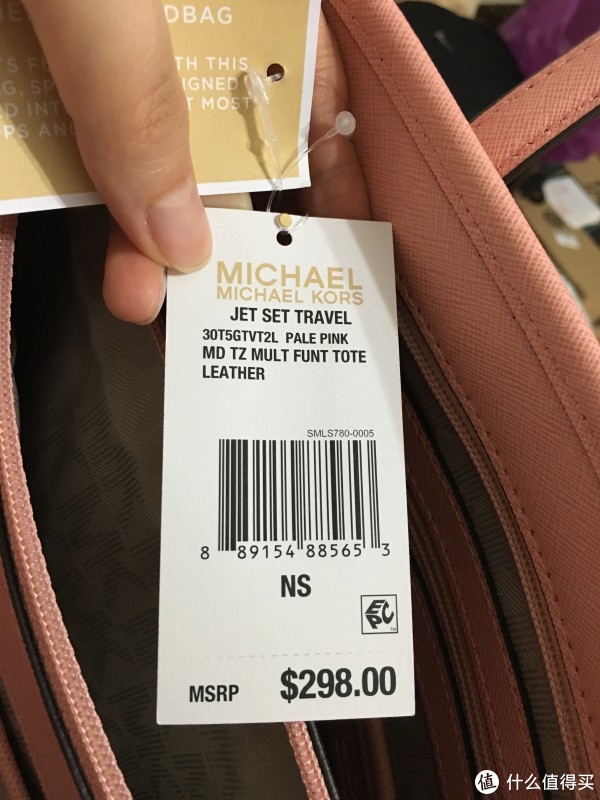 DBAG
TH THIS
IGNED
D INT
T MOST
PS AN
MICHAEL
MICHAEL KORS
JET SET TRAVEL
30T5GTVT2L PALE PINK
MD TZ MULT FUNT TOTE
LEATHER
SMLS780-0005
8 89154 88565 3
NS
EPC
MSRP $298.00
值 什么值得买